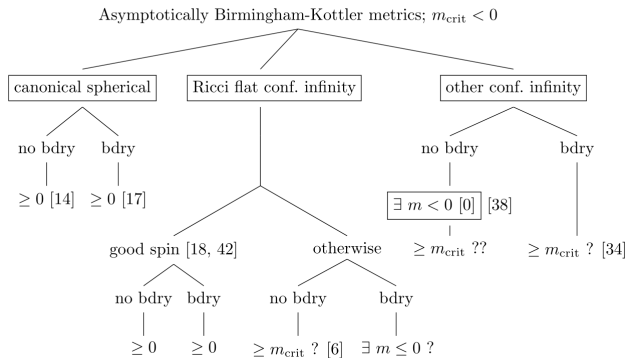 Asymptotically Birmingham-Kottler metrics; m_crit < 0
canonical spherical Ricci flat conf. infinity other conf. infinity
no bdry bdry no bdry bdry
≥ 0 [14] ≥ 0 [17] ∃ m < 0 [0] [38]
good spin [18, 42] otherwise ≥ m_crit ?? ≥ m_crit ? [34]
no bdry bdry no bdry bdry
≥ 0 ≥ 0 ≥ m_crit ? [6] ∃ m ≤ 0 ?